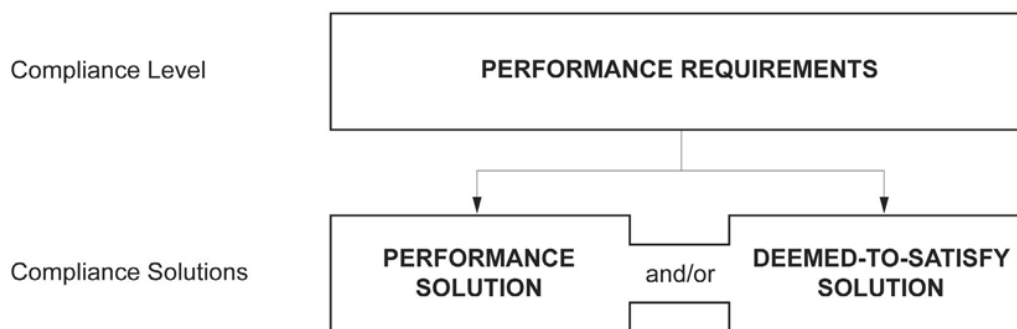 Compliance Level
PERFORMANCE REQUIREMENTS
Compliance Solutions
PERFORMANCE
SOLUTION
and/or
DEEMED-TO-SATISFY
SOLUTION